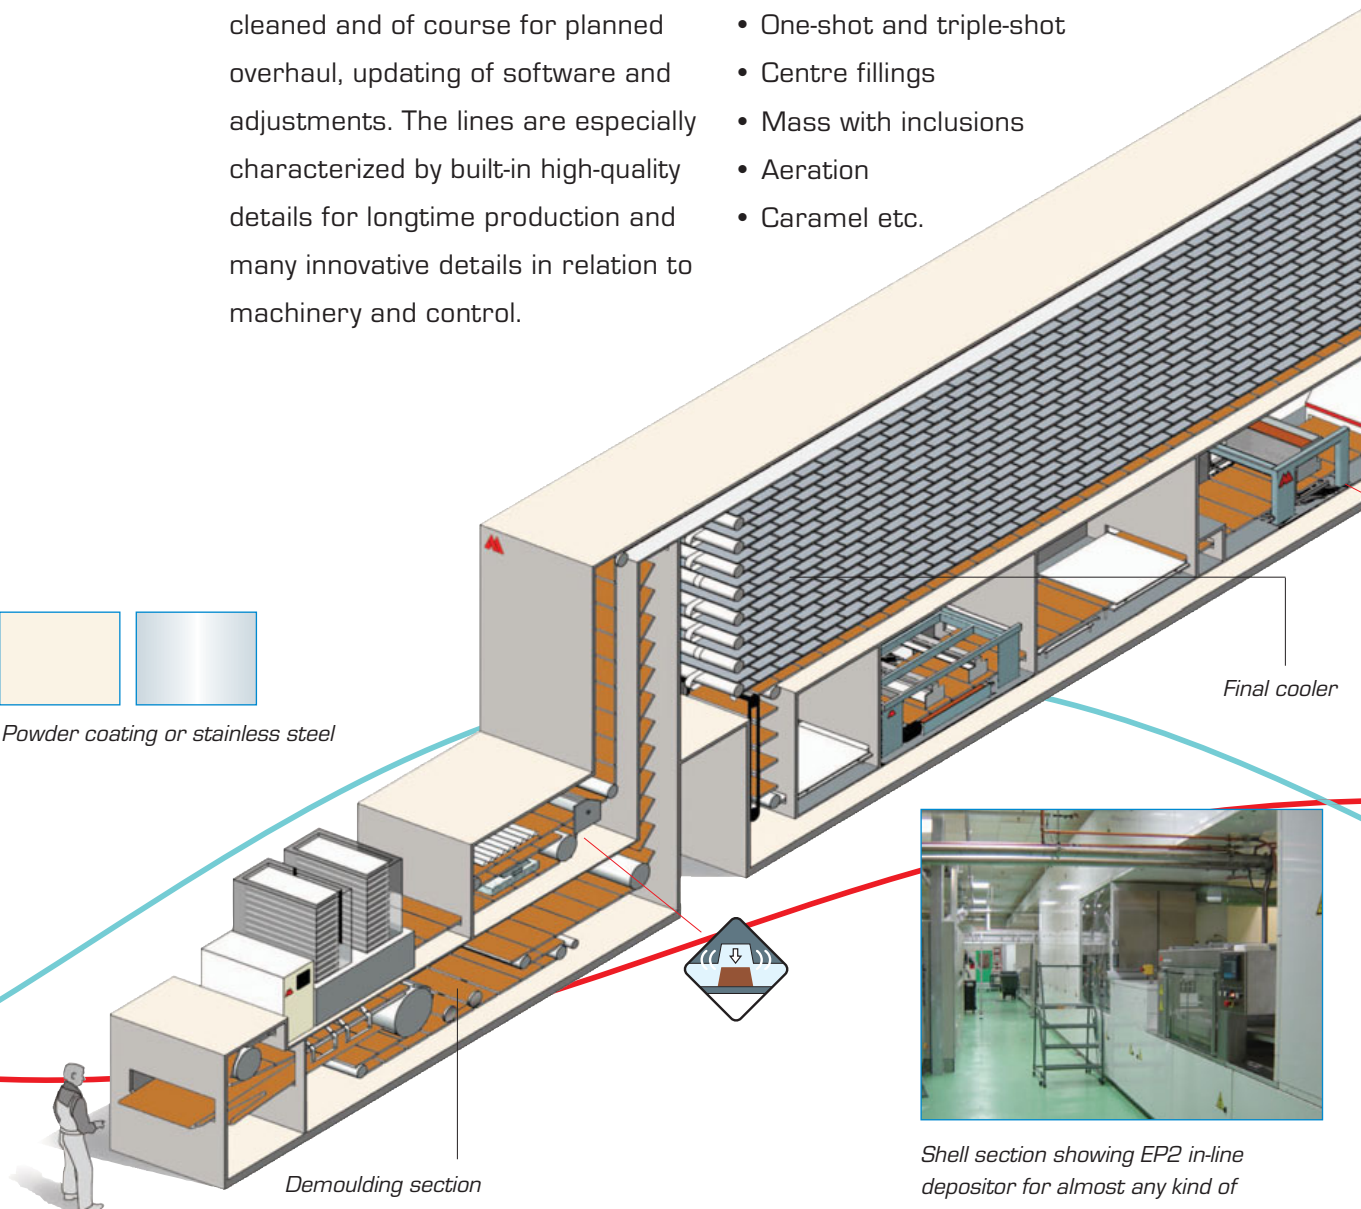 cleaned and of course for planned
overhaul, updating of software and
adjustments. The lines are especially
characterized by built-in high-quality
details for longtime production and
many innovative details in relation to
machinery and control.
• One-shot and triple-shot
• Centre fillings
• Mass with inclusions
• Aeration
• Caramel etc.
Powder coating or stainless steel
Final cooler
Demoulding section
Shell section showing EP2 in-line
depositor for almost any kind of